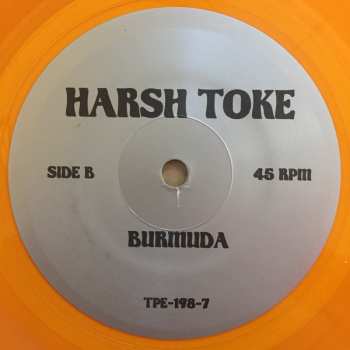 HARSH TOKE
SIDE B 45 RPM
BURMUDA
TPE-198-7